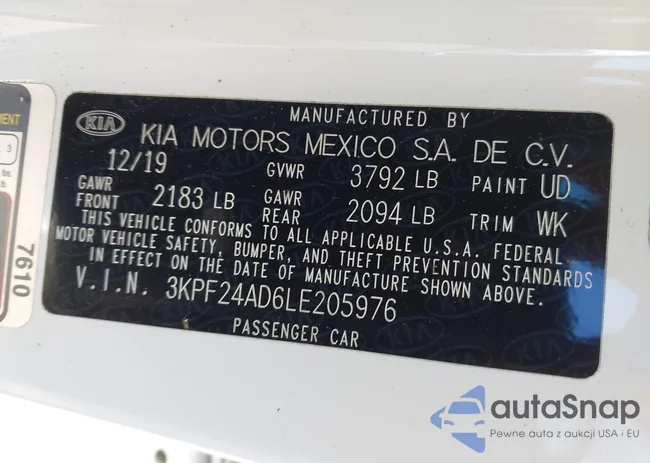 MANUFACTURED BY
KIA KIA MOTORS MEXICO S.A. DE C.V.
12/19 GVWR 3792 LB PAINT UD
GAWR FRONT 2183 LB GAWR REAR 2094 LB TRIM WK
THIS VEHICLE CONFORMS TO ALL APPLICABLE U.S.A. FEDERAL
MOTOR VEHICLE SAFETY, BUMPER, AND THEFT PREVENTION STANDARDS
IN EFFECT ON THE DATE OF MANUFACTURE SHOWN ABOVE.
V.I.N. 3KPF24AD6LE205976
PASSENGER CAR
7610
autaSnap
Pewne auta z aukcji USA i EU